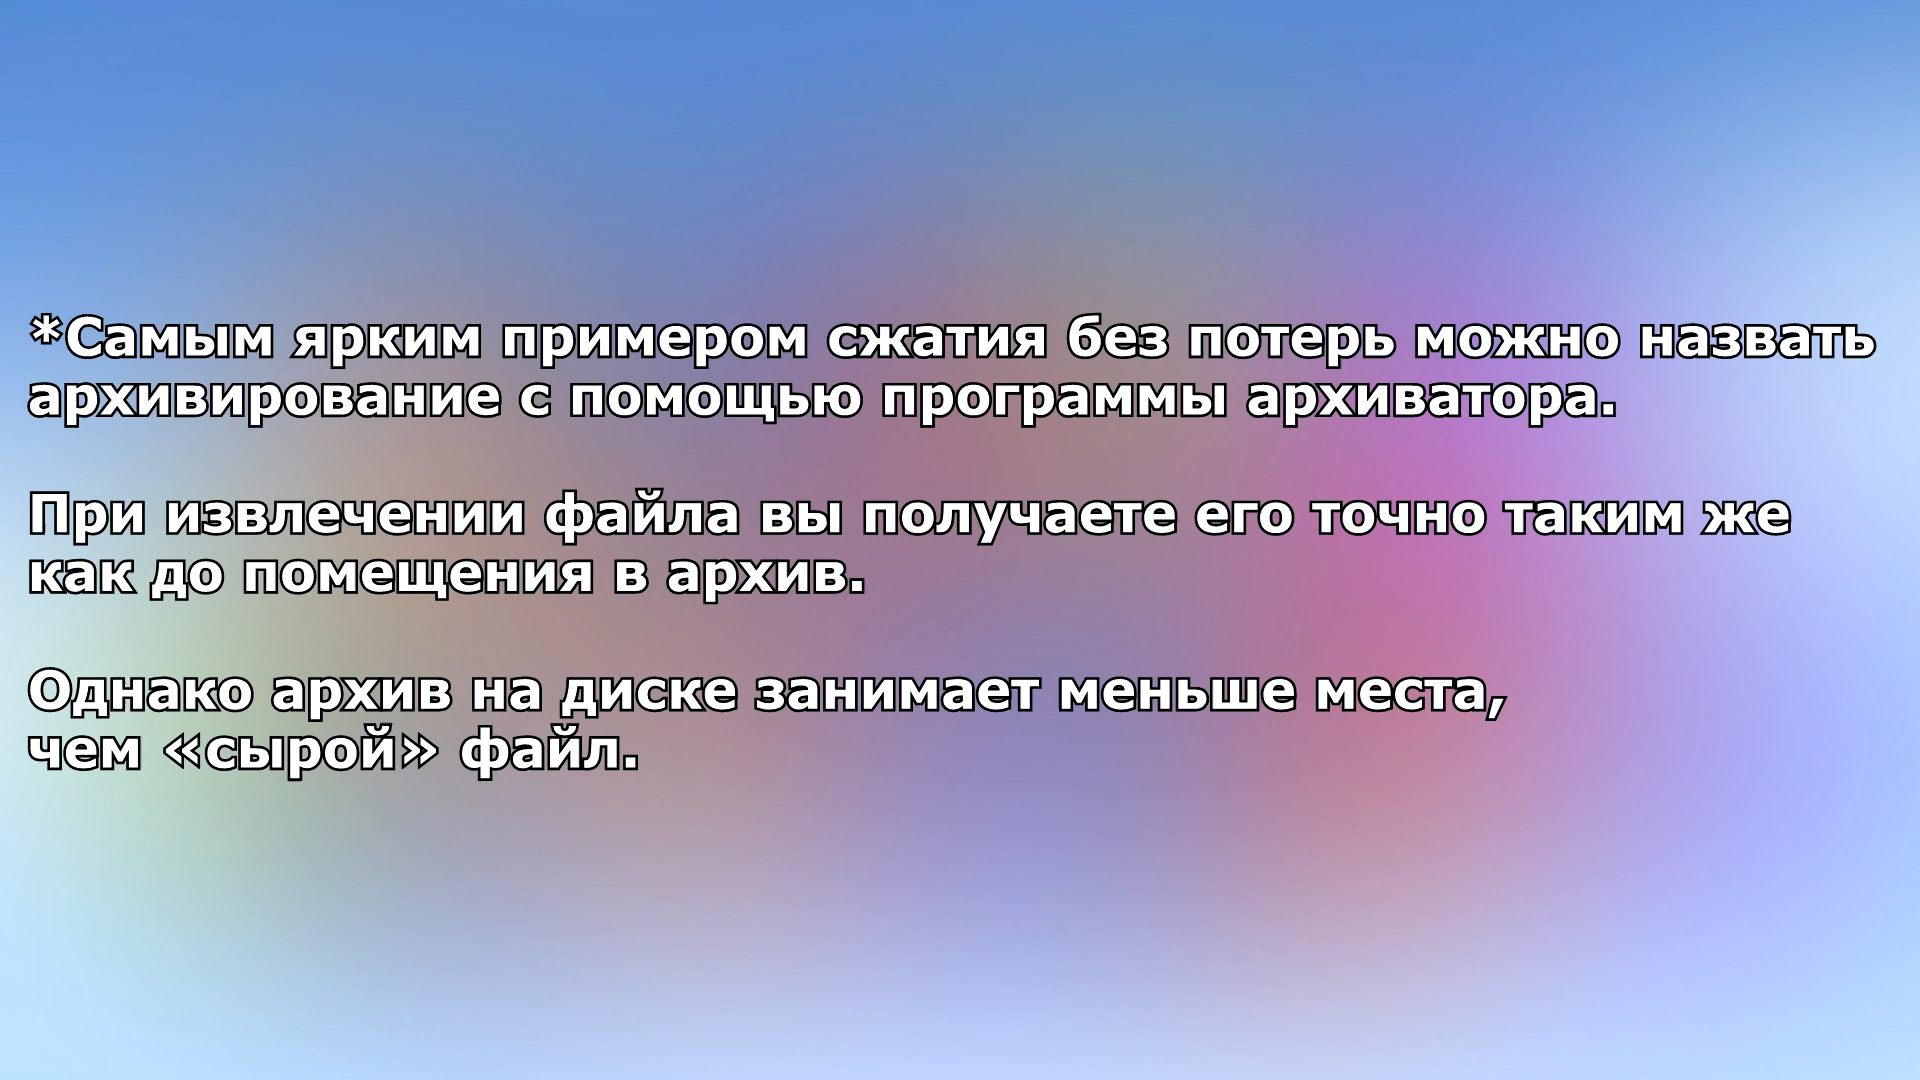 *Самым ярким примером сжатия без потерь можно назвать
архивирование с помощью программы архиватора.
При извлечении файла вы получаете его точно таким же
как до помещения в архив.
Однако архив на диске занимает меньше места,
чем «сырой» файл.